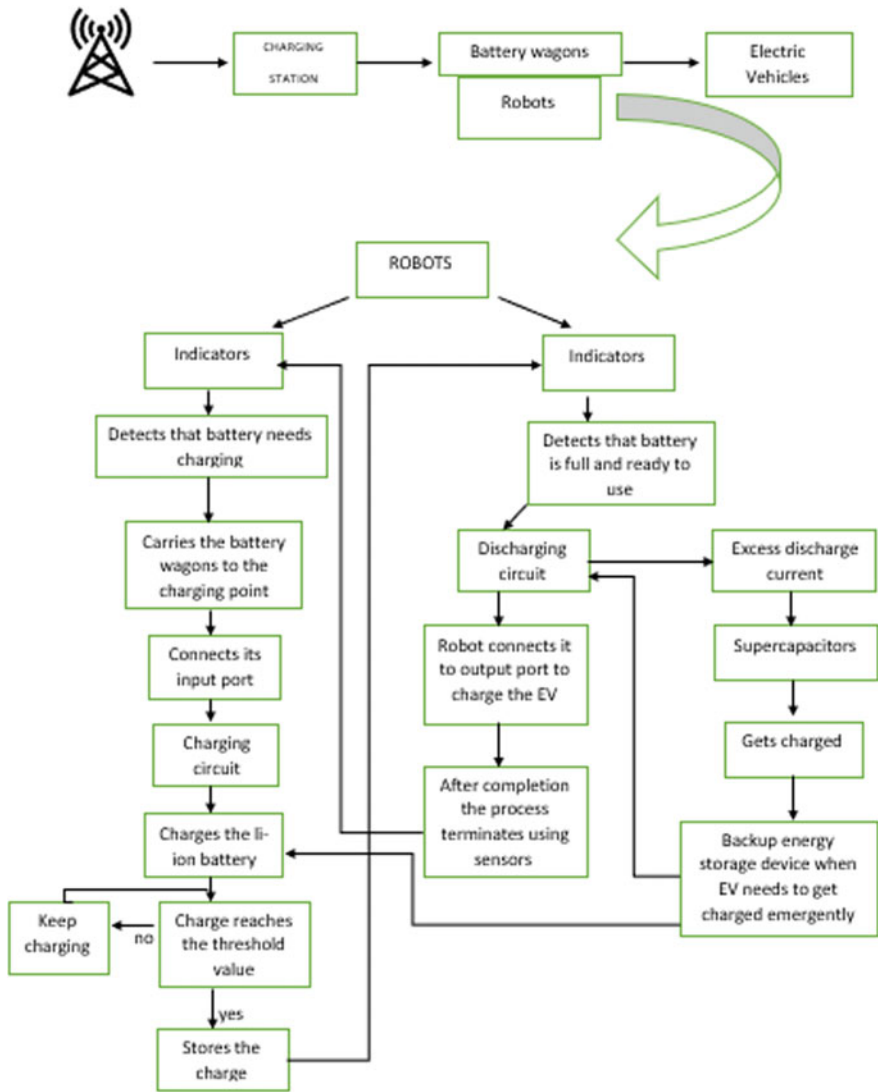 CHARGING
STATION
Battery wagons
Robots
Electric
Vehicles
ROBOTS
Indicators
Detects that battery needs
charging
Carries the battery
wagons to the
charging point
Connects its
input port
Charging
circuit
Charges the li-
ion battery
Keep
charging
no
Charge reaches
the threshold
value
yes
Stores the
charge
Indicators
Detects that battery
is full and ready to
use
Discharging
circuit
Robot connects it
to output port to
charge the EV
After completion
the process
terminates using
sensors
Excess discharge
current
Supercapacitors
Gets charged
Backup energy
storage device when
EV needs to get
charged emergently